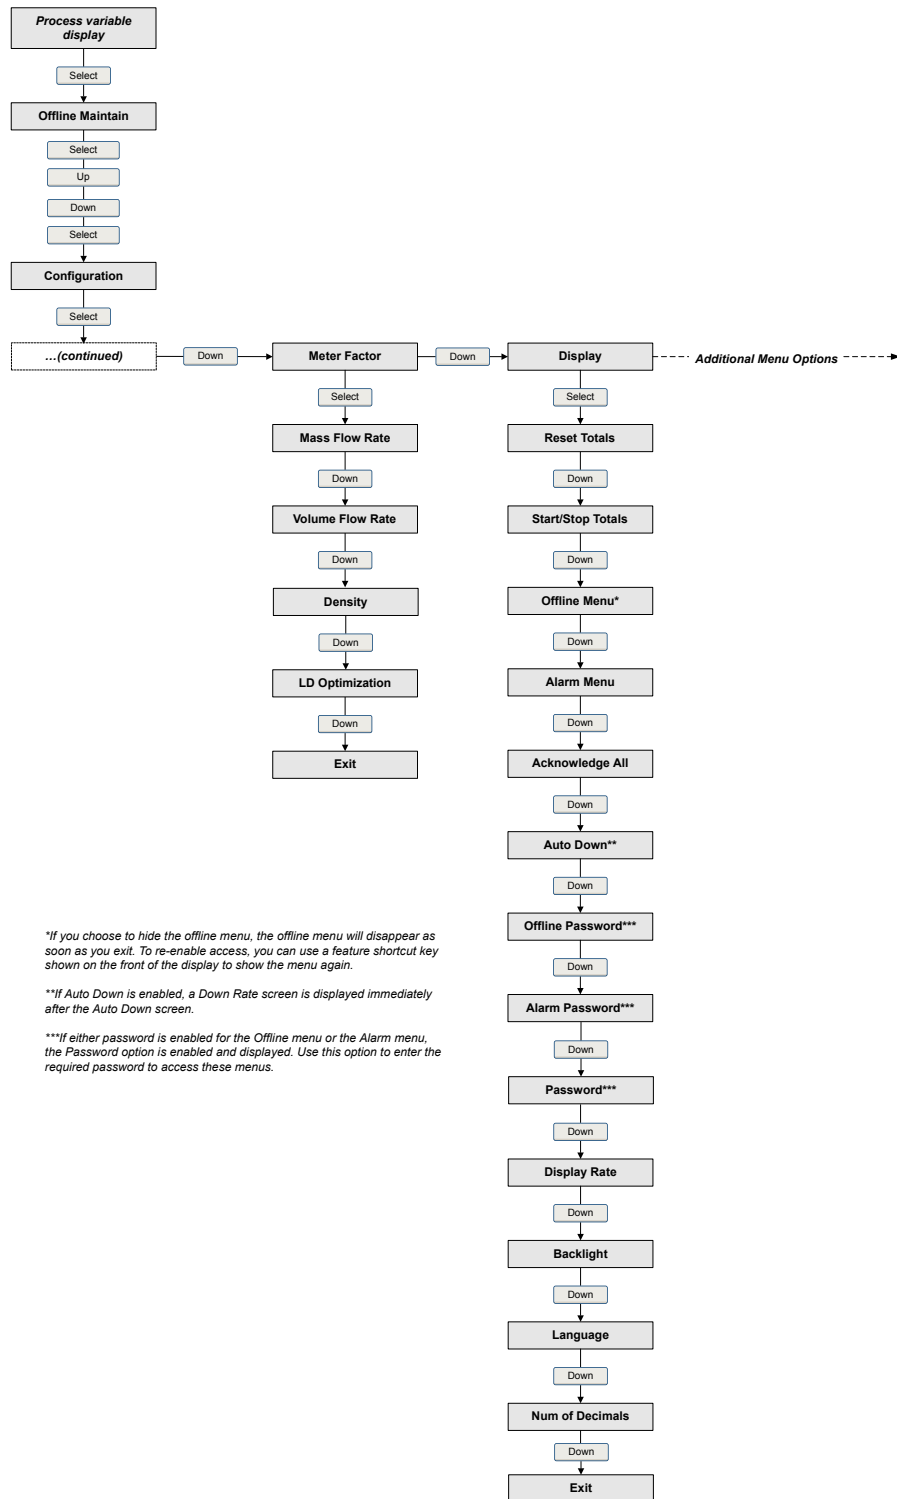 Process variable
display
Select
Offline Maintain
Select
Up
Down
Select
Configuration
Select
...(continued)
Down
Meter Factor
Down
Display
Additional Menu Options
Select
Mass Flow Rate
Down
Volume Flow Rate
Down
Density
Down
LD Optimization
Down
Exit
Select
Reset Totals
Down
Start/Stop Totals
Down
Offline Menu*
Down
Alarm Menu
Down
Acknowledge All
Down
Auto Down**
Down
Offline Password***
Down
Alarm Password***
Down
Password***
Down
Display Rate
Down
Backlight
Down
Language
Down
Num of Decimals
Down
Exit
*If you choose to hide the offline menu, the offline menu will disappear as
soon as you exit. To re-enable access, you can use a feature shortcut key
shown on the front of the display to show the menu again.
**If Auto Down is enabled, a Down Rate screen is displayed immediately
after the Auto Down screen.
***If either password is enabled for the Offline menu or the Alarm menu,
the Password option is enabled and displayed. Use this option to enter the
required password to access these menus.